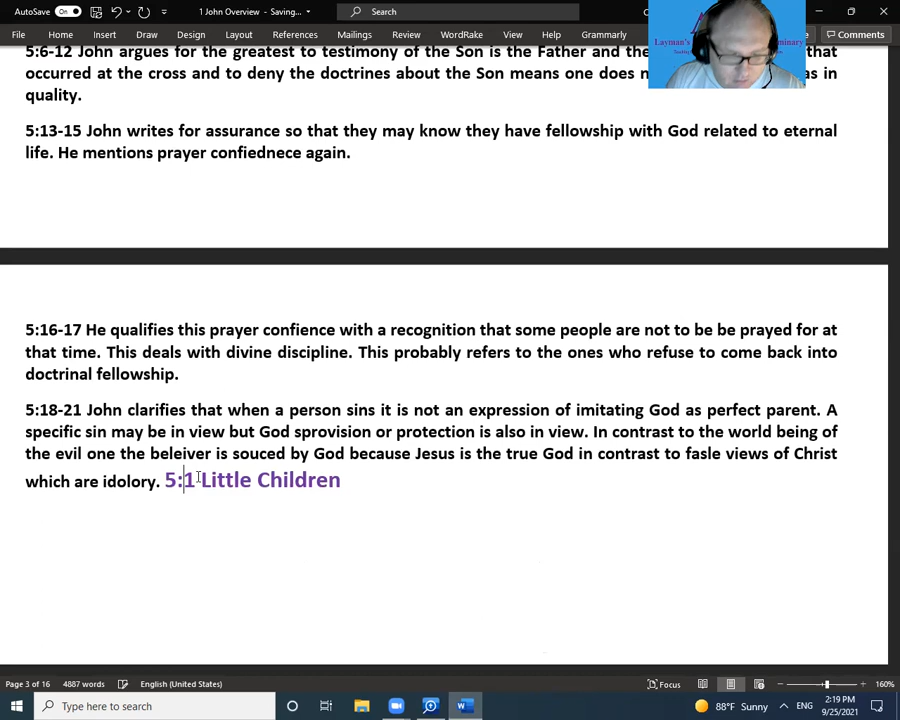 AutoSave On 1 John Overview - Saving... Search
File Home Insert Draw Design Layout References Mailings Review View WordRake Help Grammarly Comments
Layman's
5:6-12 John argues for the greatest to testimony of the Son is the Father and the that
occurred at the cross and to deny the doctrines about the Son means one does as in
quality.
5:13-15 John writes for assurance so that they may know they have fellowship with God related to eternal
life. He mentions prayer confiednece again.
5:16-17 He qualifies this prayer confience with a recognition that some people are not to be be prayed for at
that time. This deals with divine discipline. This probably refers to the ones who refuse to come back into
doctrinal fellowship.
5:18-21 John clarifies that when a person sins it is not an expression of imitating God as perfect parent. A
specific sin may be in view but God sprovision or protection is also in view. In contrast to the world being of
the evil one the beleiver is souced by God because Jesus is the true God in contrast to fasle views of Christ
which are idolory. 5:1 Little Children
Page 3 of 16 4887 words English (United States) Focus 160%
Type here to search 88°F Sunny ENG 2:19 PM
9/25/2021